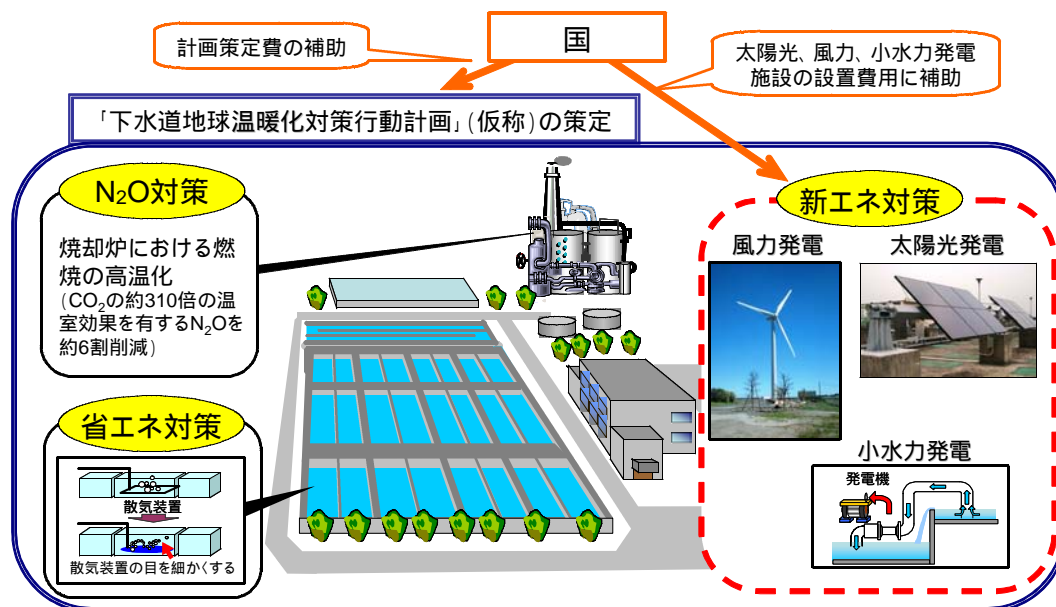 国
計画策定費の補助
太陽光、風力、小水力発電
施設の設置費用に補助
「下水道地球温暖化対策行動計画」(仮称)の策定
N₂O対策
焼却炉における燃
焼の高温化
(CO₂の約310倍の温
室効果を有するN₂Oを
約6割削減)
省エネ対策
散気装置
散気装置の目を細かくする
新エネ対策
風力発電
太陽光発電
小水力発電
発電機